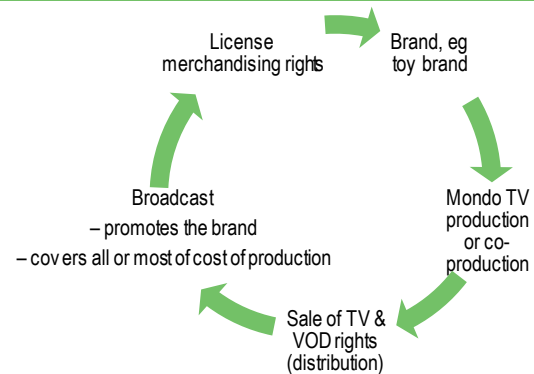 License
merchandising rights
Brand, eg
toy brand
Mondo TV
production
or co-
production
Sale of TV &
VOD rights
(distribution)
Broadcast
– promotes the brand
– covers all or most of cost of production